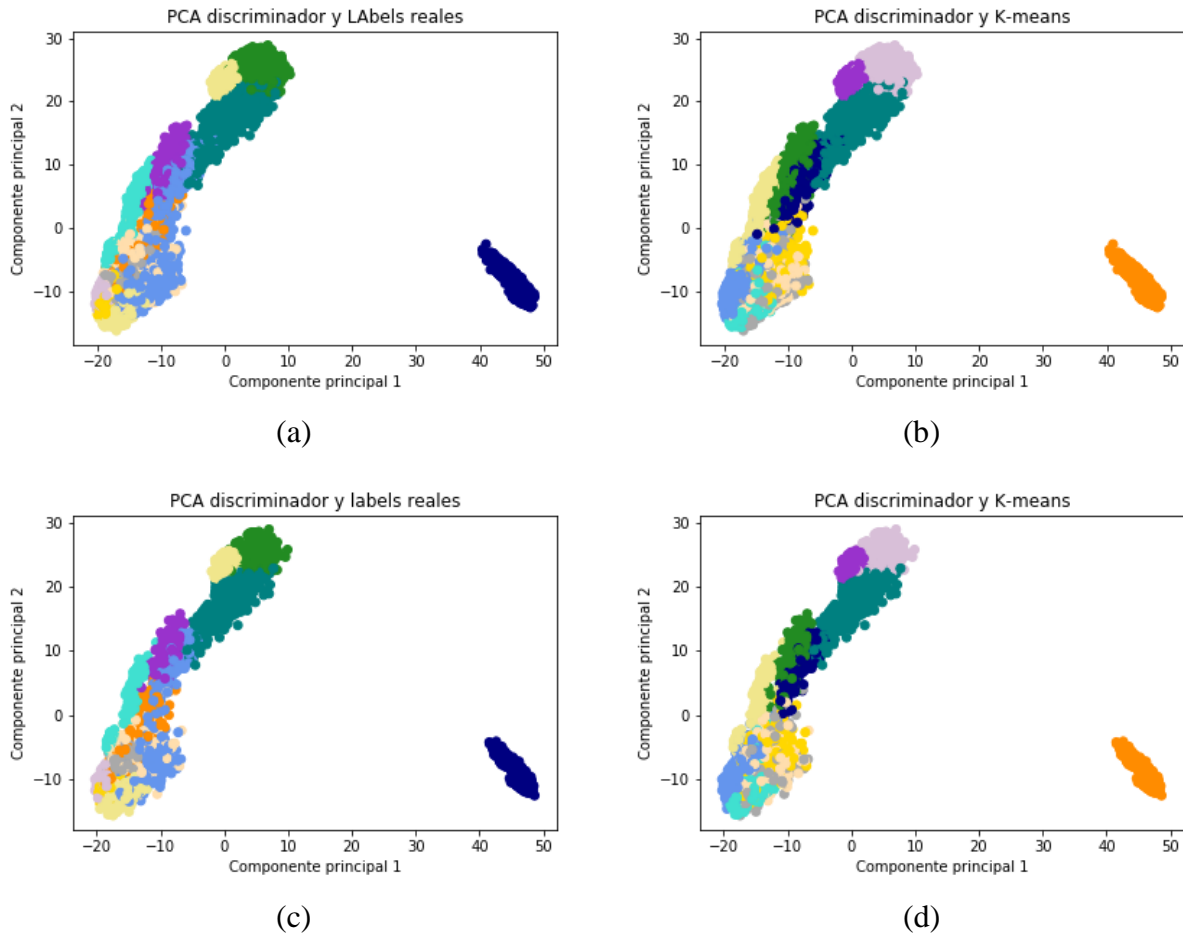 PCA discriminador y LAbels reales
30
20
10
0
−10
Componente principal 2
−20 −10 0 10 20 30 40 50
Componente principal 1
(a)
PCA discriminador y K-means
30
20
10
0
−10
Componente principal 2
−20 −10 0 10 20 30 40 50
Componente principal 1
(b)
PCA discriminador y labels reales
30
20
10
0
−10
Componente principal 2
−20 −10 0 10 20 30 40 50
Componente principal 1
(c)
PCA discriminador y K-means
30
20
10
0
−10
Componente principal 2
−20 −10 0 10 20 30 40 50
Componente principal 1
(d)